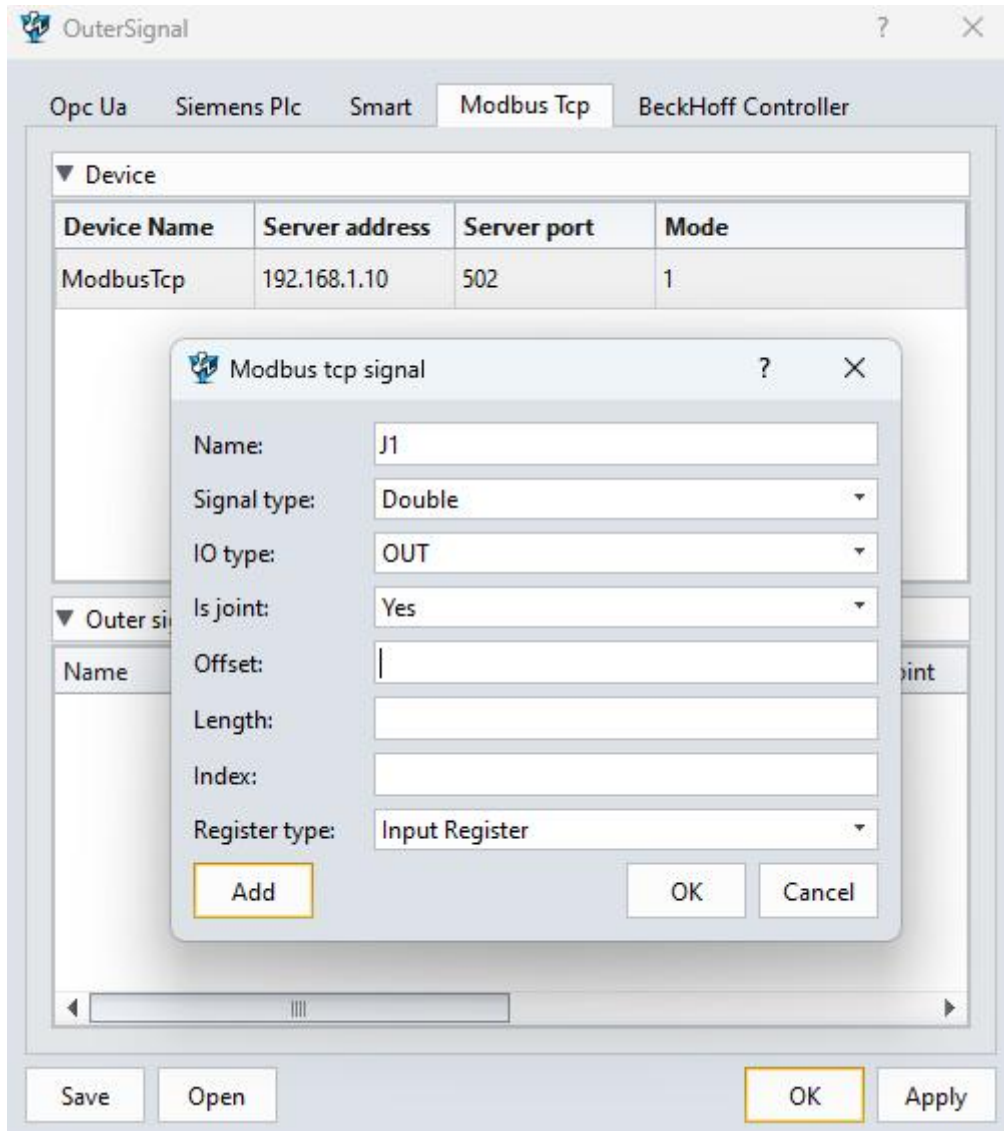 OuterSignal ?
Opc Ua Siemens Plc Smart Modbus Tcp BeckHoff Controller
Device
Device Name Server address Server port Mode
ModbusTcp 192.168.1.10 502 1
Modbus tcp signal ?
Name: J1
Signal type: Double
IO type: OUT
Is joint: Yes
Offset:
Length:
Index:
Register type: Input Register
Add OK Cancel
Outer si
Name oint
Save Open OK Apply